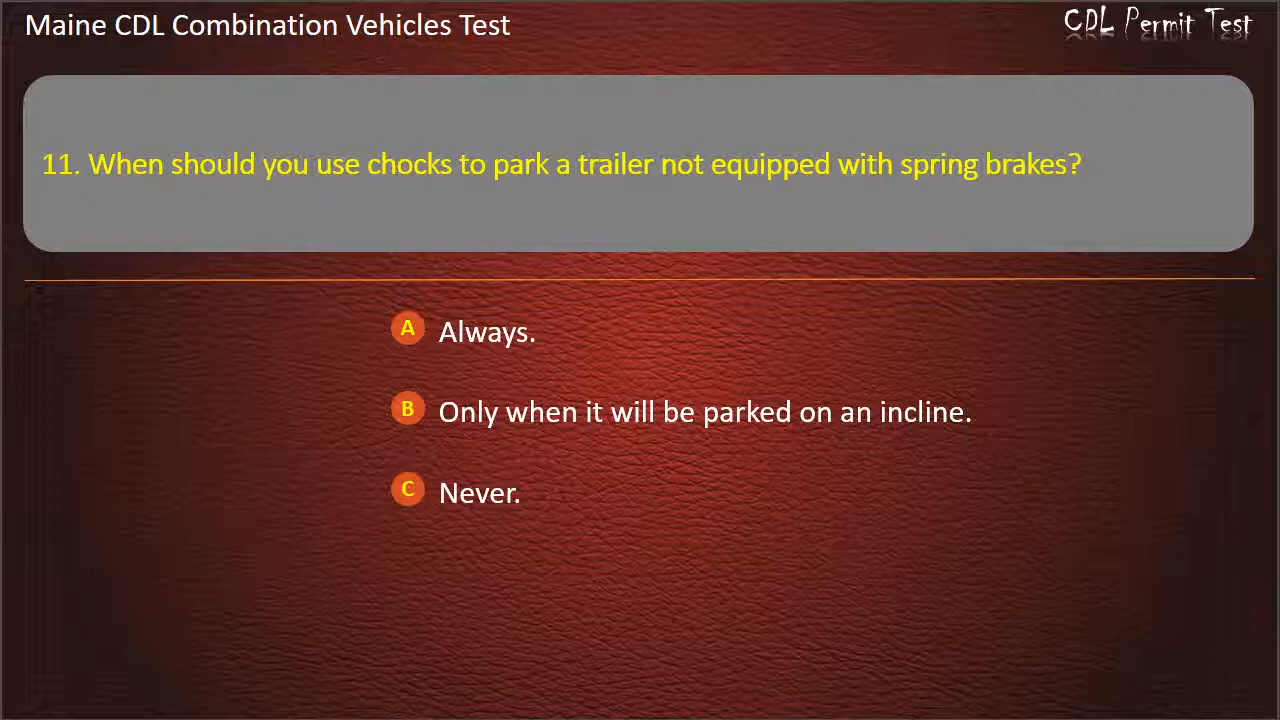 Maine CDL Combination Vehicles Test
CDL Permit Test
11. When should you use chocks to park a trailer not equipped with spring brakes?
A Always.
B Only when it will be parked on an incline.
C Never.